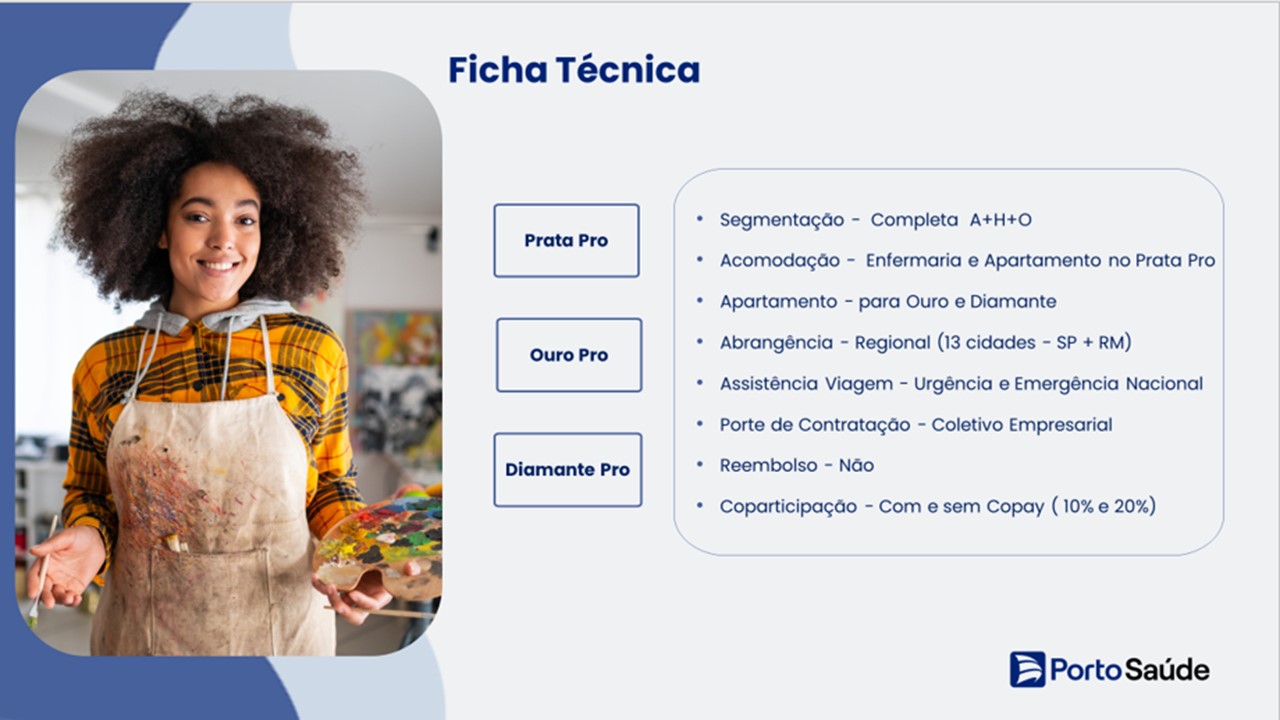 Ficha Técnica
Prata Pro
Ouro Pro
Diamante Pro
• Segmentação - Completa A+H+O
• Acomodação - Enfermaria e Apartamento no Prata Pro
• Apartamento - para Ouro e Diamante
• Abrangência - Regional (13 cidades - SP + RM)
• Assistência Viagem - Urgência e Emergência Nacional
• Porte de Contratação - Coletivo Empresarial
• Reembolso - Não
• Coparticipação - Com e sem Copay ( 10% e 20%)
Porto Saúde